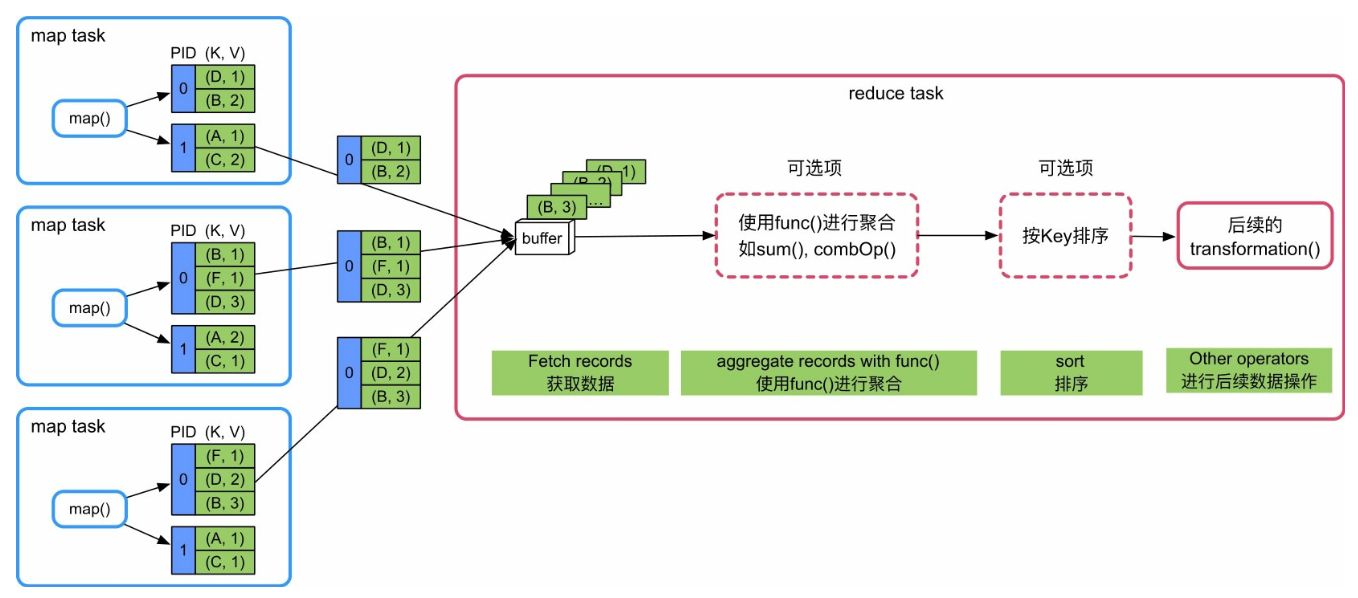 map task
PID (K, V)
map()
0
(D, 1)
(B, 2)
1
(A, 1)
(C, 2)
map task
PID (K, V)
map()
0
(B, 1)
(F, 1)
(D, 3)
1
(A, 2)
(C, 1)
map task
PID (K, V)
map()
0
(F, 1)
(D, 2)
(B, 3)
1
(A, 1)
(C, 1)
0
(D, 1)
(B, 2)
0
(B, 1)
(F, 1)
(D, 3)
0
(F, 1)
(D, 2)
(B, 3)
reduce task
(D, 1)
(B, 2)
...
(B, 3)
buffer
可选项
使用func()进行聚合
如sum(), combOp()
可选项
按Key排序
后续的
transformation()
Fetch records
获取数据
aggregate records with func()
使用func()进行聚合
sort
排序
Other operators
进行后续数据操作